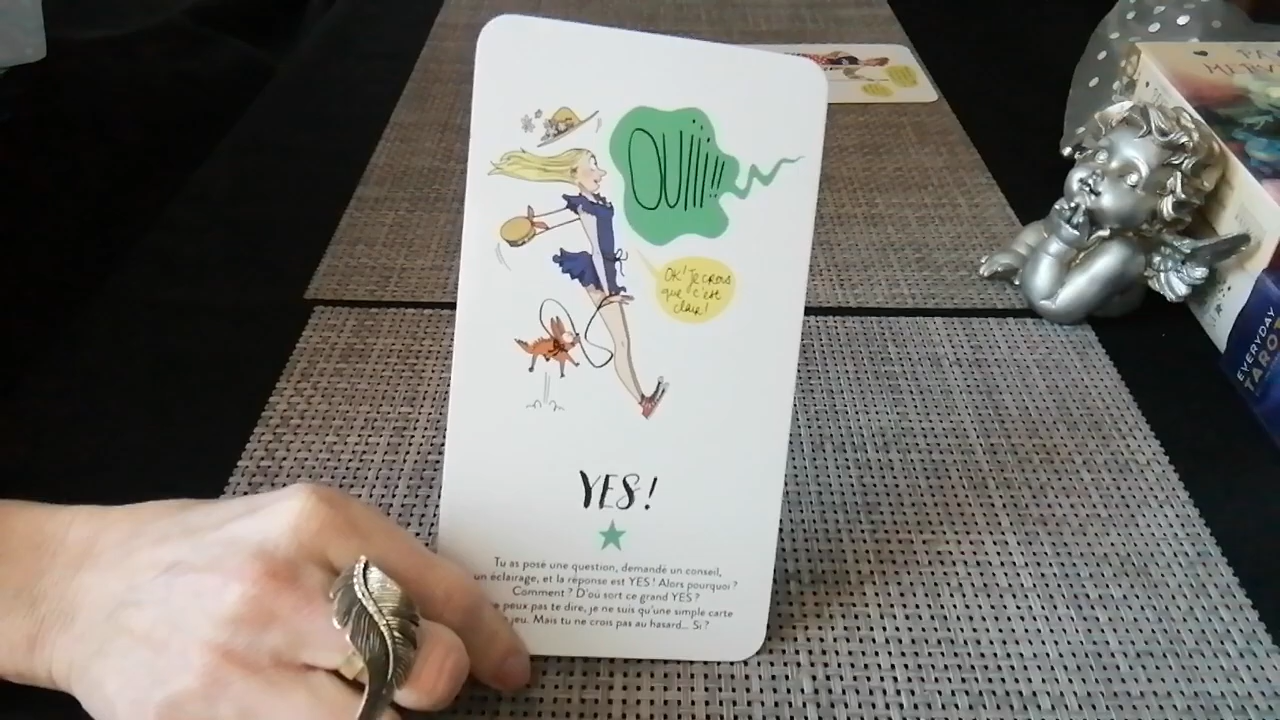 OUiii!!
OK! Je crois
que c'est
clair!
YES!
Tu as posé une question, demandé un conseil,
un éclairage, et la réponse est YES! Alors pourquoi?
Comment? D'où sort ce grand YES?
peux pas te dire, je ne suis qu'une simple carte
jeu. Mais tu ne crois pas au hasard... Si?
EVERYDAY
TAROT